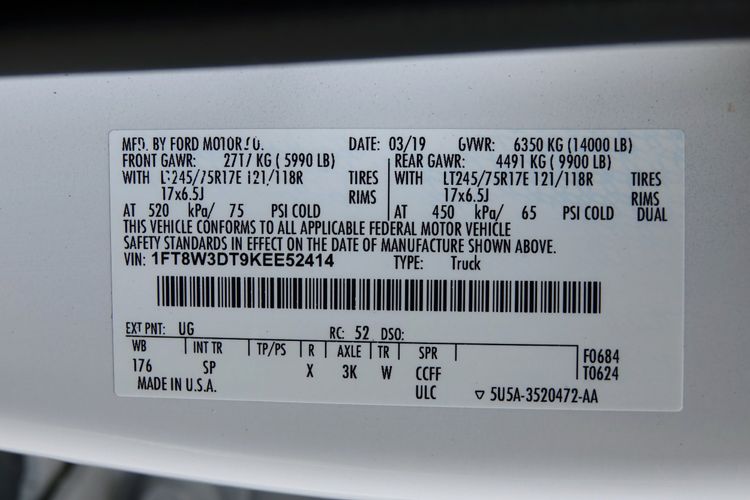 MFD. BY FORD MOTOR CO. DATE: 03/19 GVWR: 6350 KG (14000 LB)
FRONT GAWR: 2717 KG ( 5990 LB) REAR GAWR: 4491 KG ( 9900 LB)
WITH LT245/75R17E 121/118R TIRES WITH LT245/75R17E 121/118R TIRES
17x6.5J RIMS 17x6.5J RIMS
AT 520 kPa/ 75 PSI COLD AT 450 kPa/ 65 PSI COLD DUAL
THIS VEHICLE CONFORMS TO ALL APPLICABLE FEDERAL MOTOR VEHICLE
SAFETY STANDARDS IN EFFECT ON THE DATE OF MANUFACTURE SHOWN ABOVE.
VIN: 1FT8W3DT9KEE52414 TYPE: Truck
EXT PNT: UG RC: 52 DSO:
WB INT TR TP/PS R AXLE TR SPR F0684
176 SP X 3K W CCFF T0624
MADE IN U.S.A. ULC ▽ 5U5A-3520472-AA